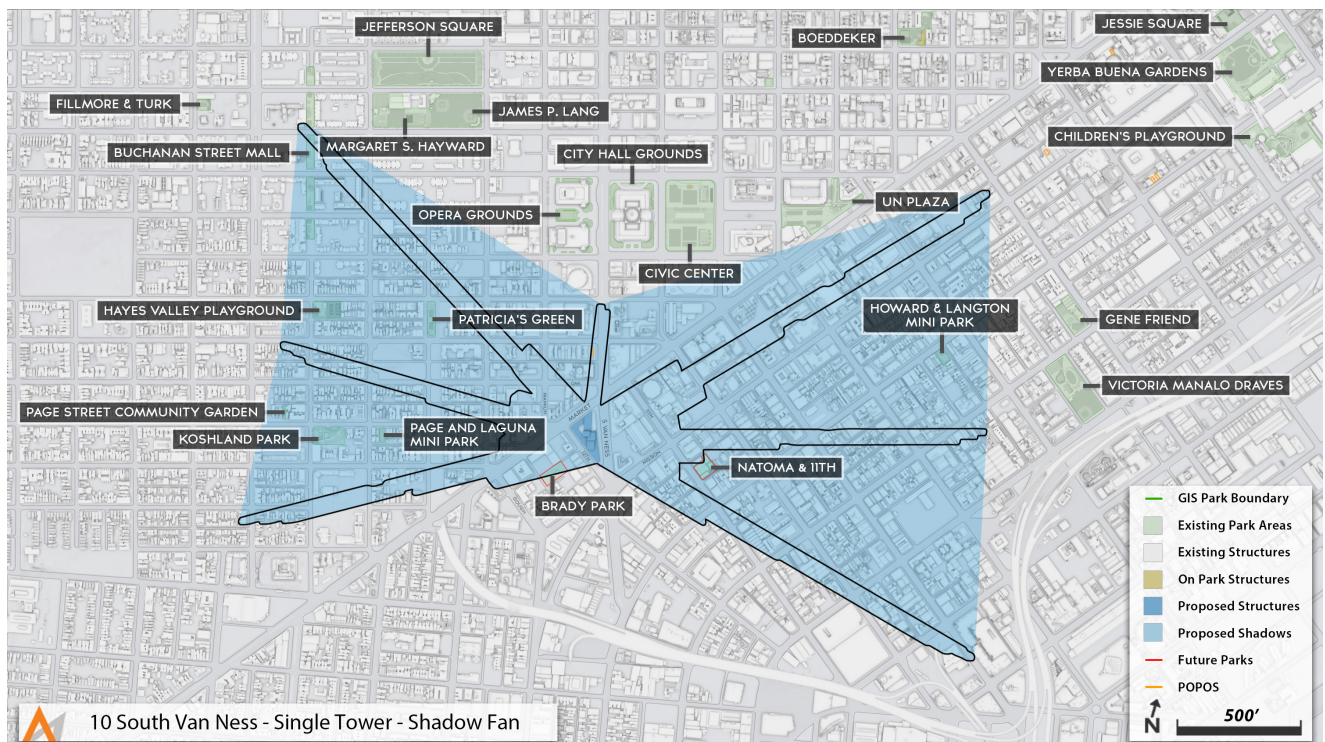 JEFFERSON SQUARE
BOEDDEKER
JESSIE SQUARE
YERBA BUENA GARDENS
FILLMORE & TURK
JAMES P. LANG
CHILDREN'S PLAYGROUND
MARGARET S. HAYWARD
BUCHANAN STREET MALL
CITY HALL GROUNDS
UN PLAZA
OPERA GROUNDS
CIVIC CENTER
HAYES VALLEY PLAYGROUND
PATRICIA'S GREEN
HOWARD & LANGTON
MINI PARK
GENE FRIEND
VICTORIA MANALO DRAVES
PAGE STREET COMMUNITY GARDEN
MARKET
S VAN NESS
KOSHLAND PARK
PAGE AND LAGUNA
MINI PARK
NATOMA & 11TH
BRADY PARK
GIS Park Boundary
Existing Park Areas
Existing Structures
On Park Structures
Proposed Structures
Proposed Shadows
Future Parks
POPOS
N
500'
10 South Van Ness - Single Tower - Shadow Fan